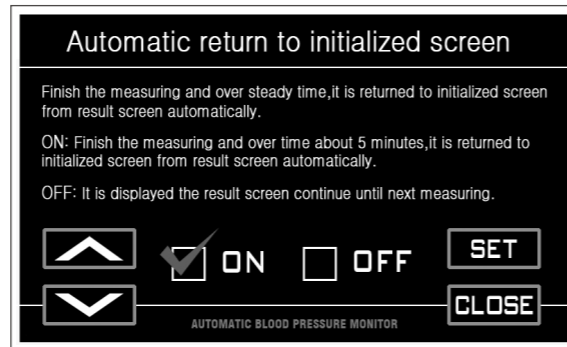 Automatic return to initialized screen
Finish the measuring and over steady time,it is returned to initialized screen
from result screen automatically.
ON: Finish the measuring and over time about 5 minutes,it is returned to
initialized screen from result screen automatically.
OFF: It is displayed the result screen continue until next measuring.
ON OFF SET
CLOSE
AUTOMATIC BLOOD PRESSURE MONITOR